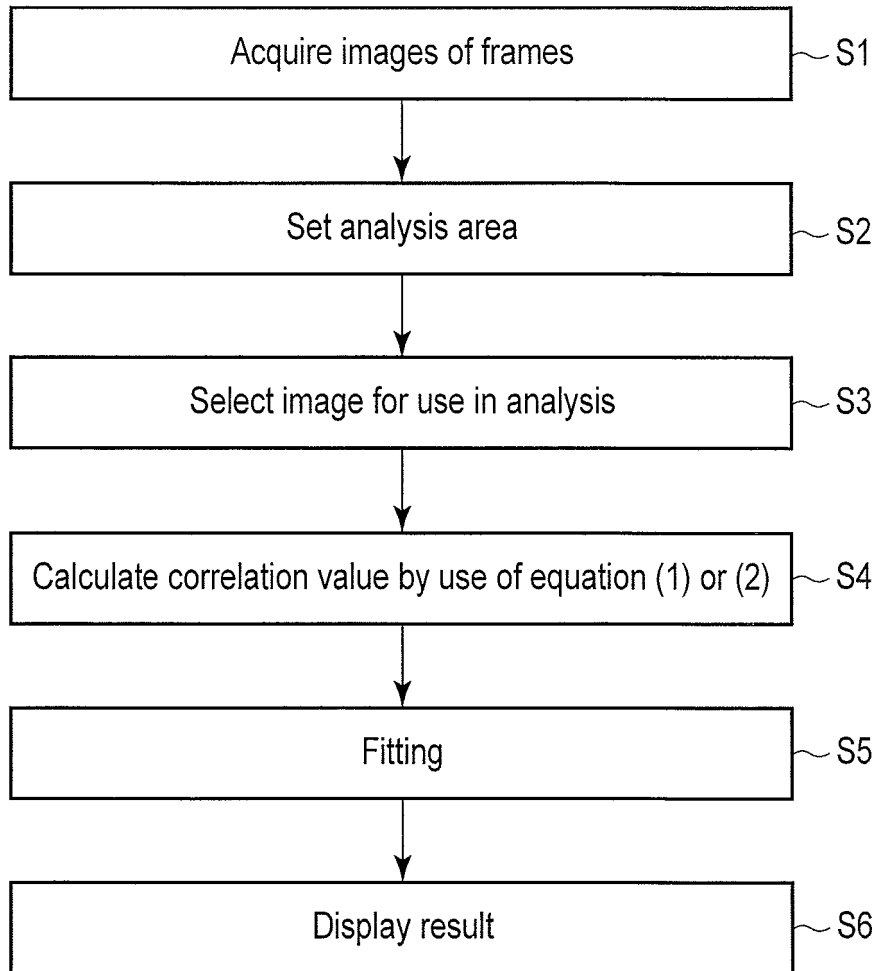 Acquire images of frames S1
Set analysis area S2
Select image for use in analysis S3
Calculate correlation value by use of equation (1) or (2) S4
Fitting S5
Display result S6